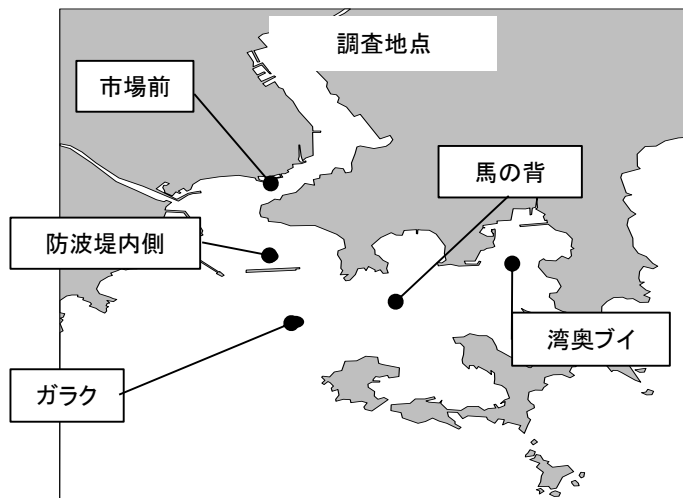 調査地点
市場前
馬の背
防波堤内側
湾奥ブイ
ガラク